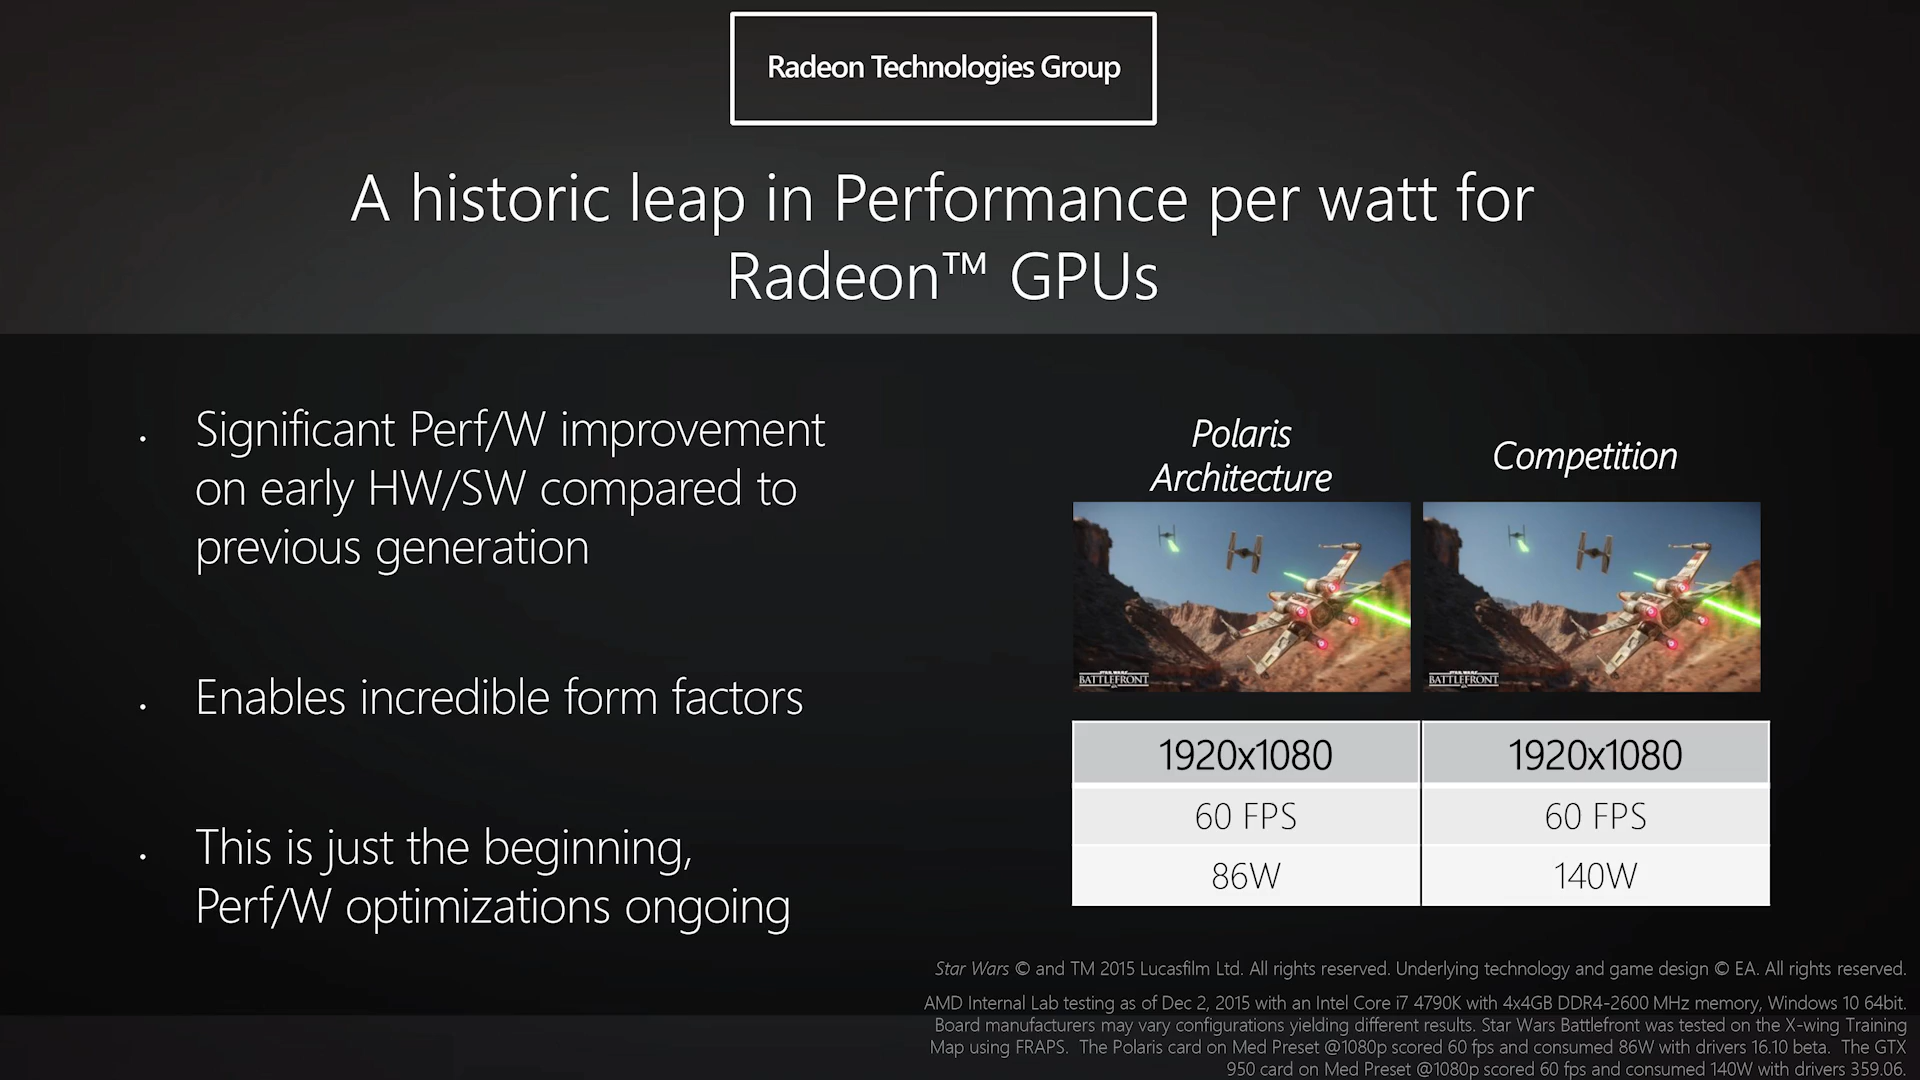 Radeon Technologies Group
A historic leap in Performance per watt for
Radeon™ GPUs
• Significant Perf/W improvement
on early HW/SW compared to
previous generation
• Enables incredible form factors
• This is just the beginning,
Perf/W optimizations ongoing
Polaris
Architecture
Competition
BATTLEFRONT
BATTLEFRONT
1920x1080 1920x1080
60 FPS 60 FPS
86W 140W
Star Wars © and TM 2015 Lucasfilm Ltd. All rights reserved. Underlying technology and game design © EA. All rights reserved.
AMD Internal Lab testing as of Dec 2, 2015 with an Intel Core i7 4790K with 4x4GB DDR4-2600 MHz memory, Windows 10 64bit.
Board manufacturers may vary configurations yielding different results. Star Wars Battlefront was tested on the X-wing Training
Map using FRAPS. The Polaris card on Med Preset @1080p scored 60 fps and consumed 86W with drivers 16.10 beta. The GTX
950 card on Med Preset @1080p scored 60 fps and consumed 140W with drivers 359.06.